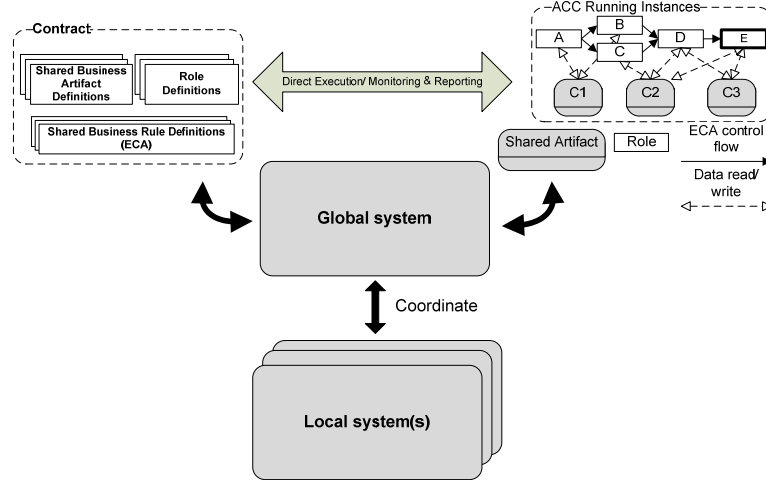 Contract
Shared Business
Artifact
Definitions
Role
Definitions
Shared Business Rule Definitions
(ECA)
Direct Execution/ Monitoring & Reporting
ACC Running Instances
A
B
C
D
E
C1
C2
C3
Shared Artifact
Role
ECA control
flow
Data read/
write
Global system
Coordinate
Local system(s)